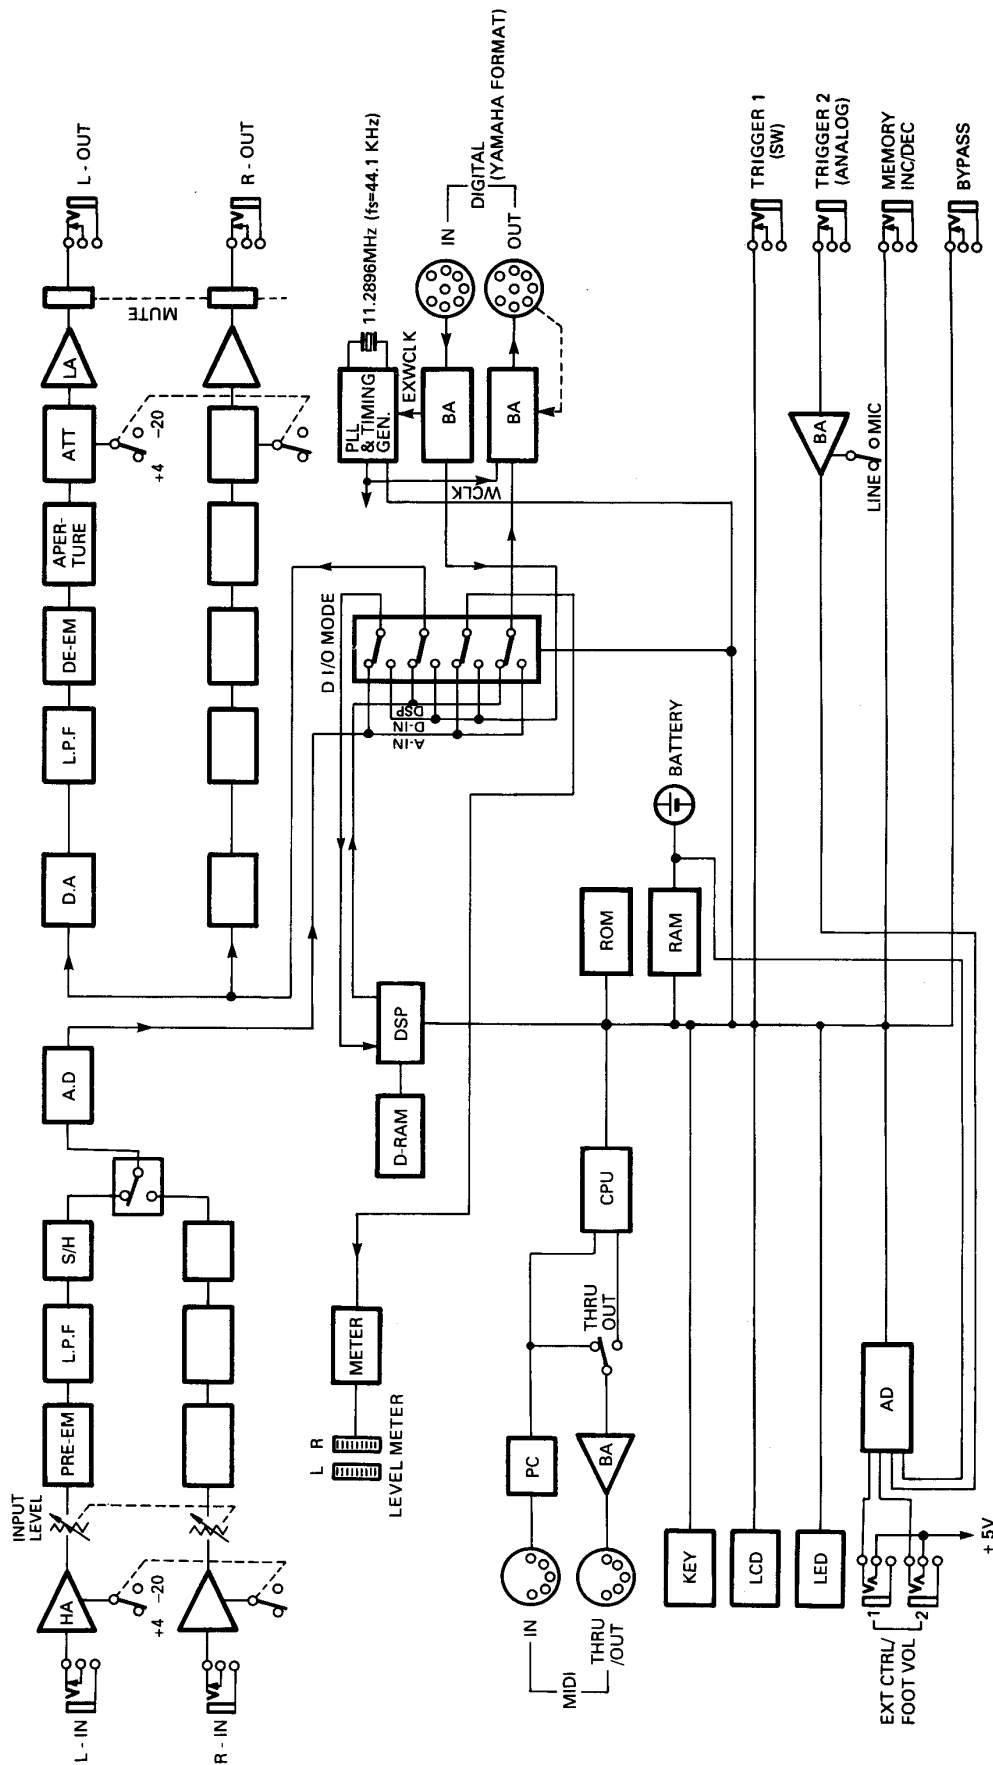 L - IN
R - IN
HA
+4
-20
INPUT
LEVEL
PRE-EM
L.P.F
S/H
A.D
D.A
L.P.F
DE-EM
APER-
TURE
ATT
+4
-20
LA
MUTE
L - OUT
R - OUT
L
R
LEVEL METER
METER
D-RAM
DSP
A-IN
D-IN
DSP
D I/O MODE
PLL
& TIMING
GEN.
11.2896MHz (fs=44.1 KHz)
EXWCLK
WCLK
BA
BA
IN
OUT
DIGITAL
(YAMAHA FORMAT)
MIDI
IN
THRU
/OUT
PC
BA
THRU
OUT
CPU
ROM
RAM
BATTERY
KEY
LCD
LED
TRIGGER 1
(SW)
TRIGGER 2
(ANALOG)
MEMORY
INC/DEC
BYPASS
BA
LINE
MIC
EXT CTRL/
FOOT VOL
1
2
+ 5V
AD